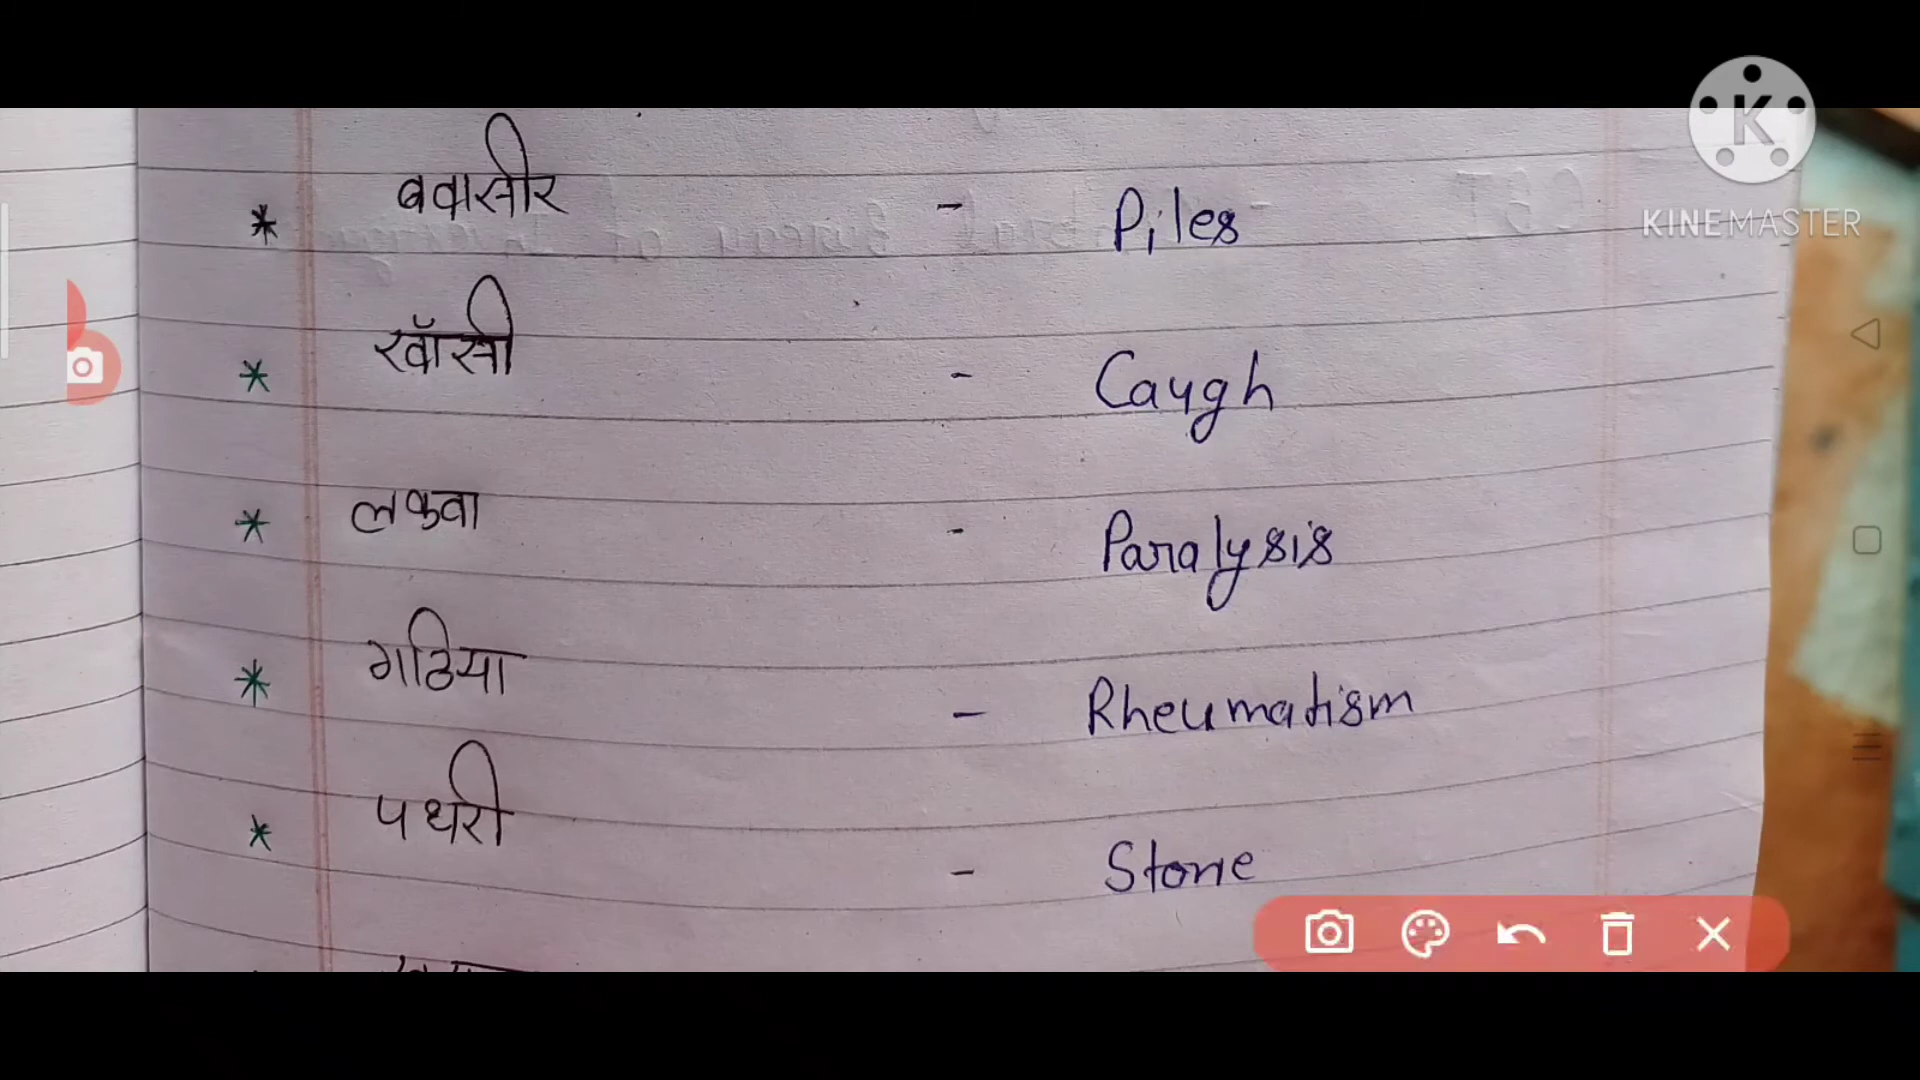 बवासीर - Piles
खॉसी - Caugh
लकवा - Paralysis
गठिया - Rheumatism
पथरी - Stone
KINEMASTER